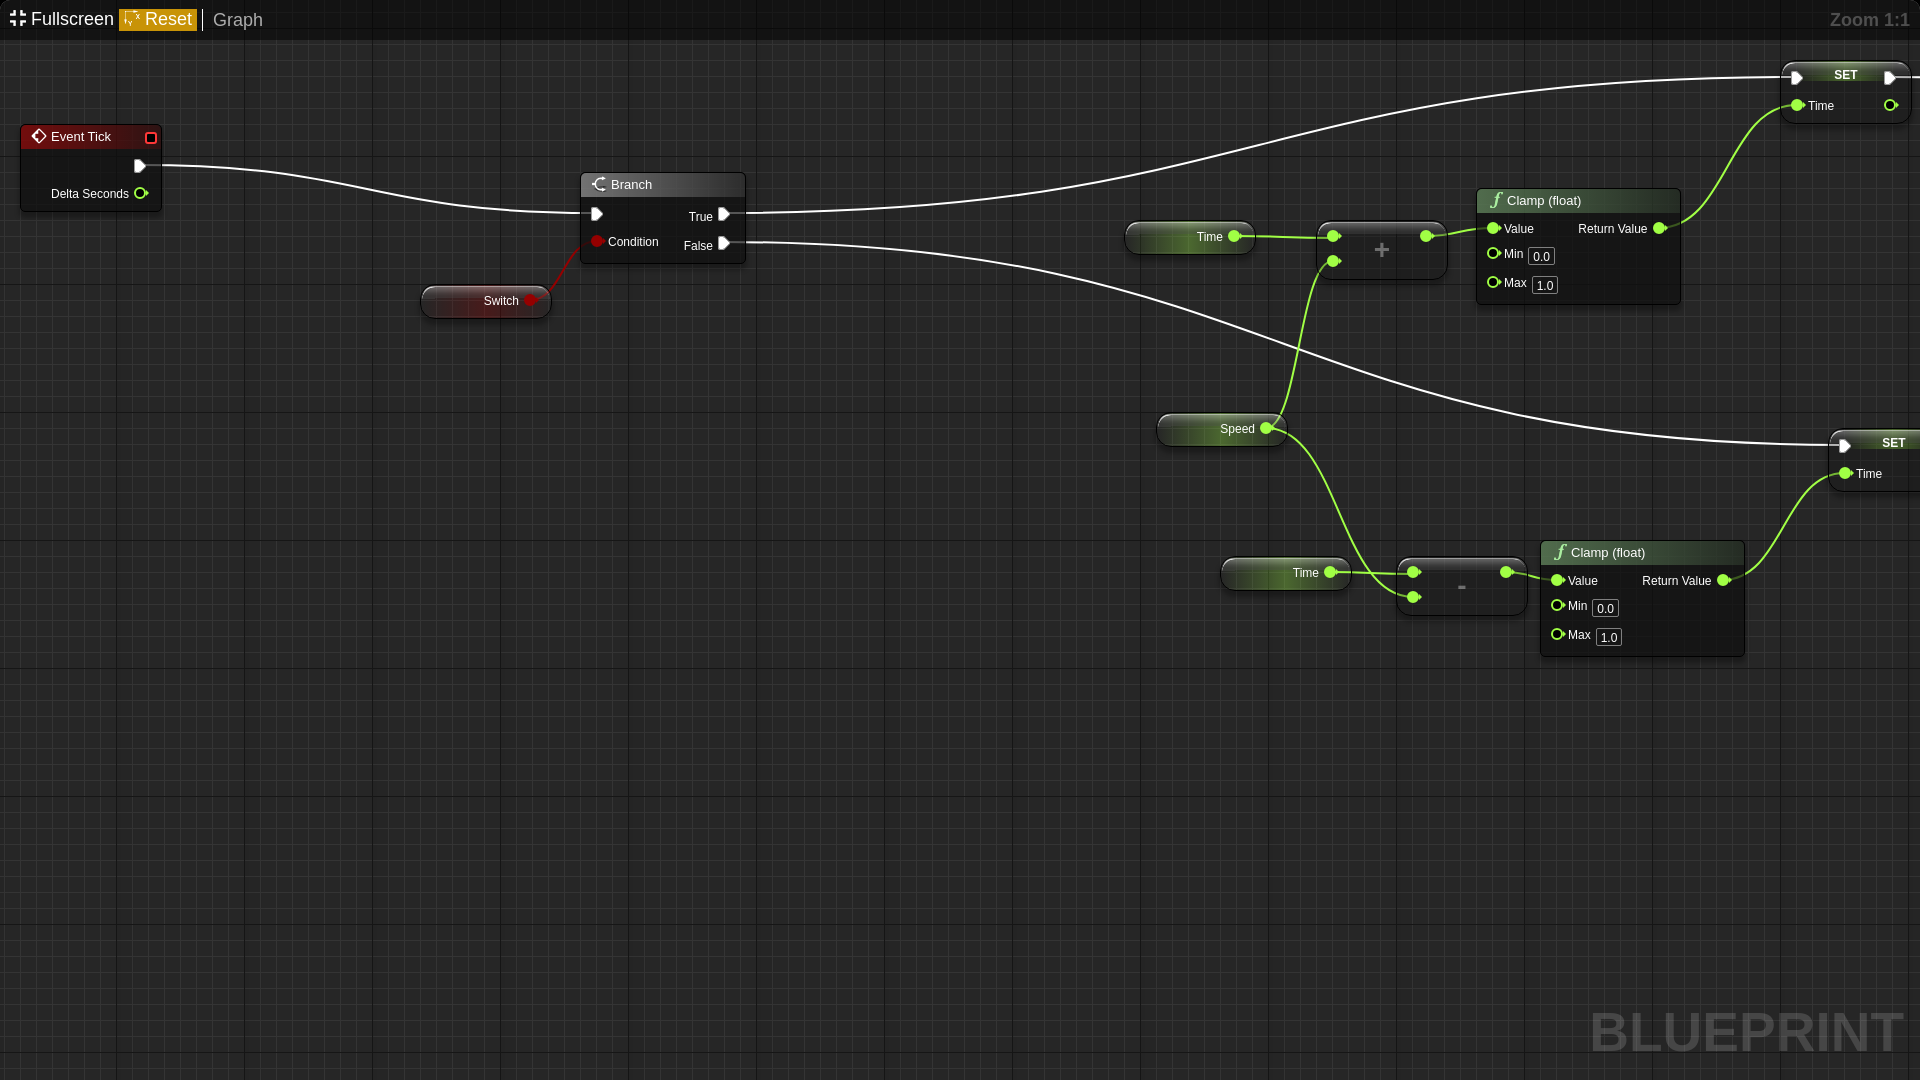 Fullscreen Reset Graph Zoom 1:1
SET
Time
Event Tick
Delta Seconds
Branch
True
Condition False
Switch
Time
+
Clamp (float)
Value Return Value
Min 0.0
Max 1.0
Speed
SET
Time
Time
-
Clamp (float)
Value Return Value
Min 0.0
Max 1.0
BLUEPRINT